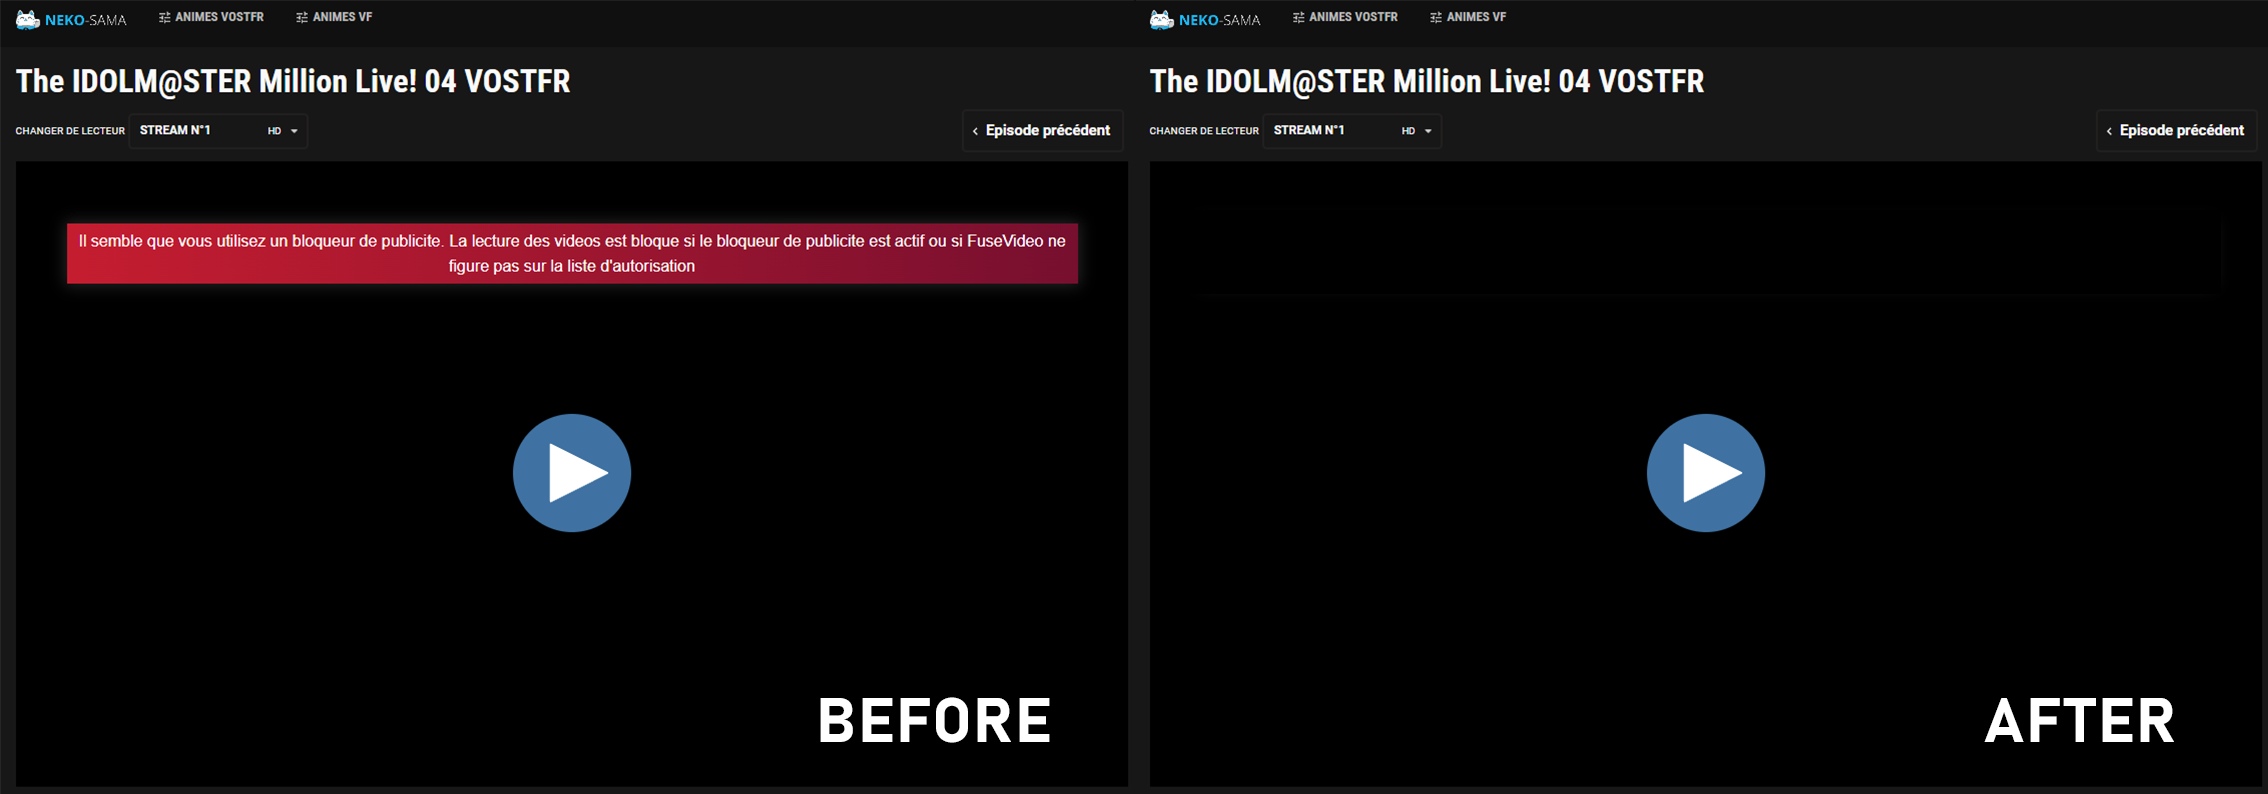 NEKO-SAMA ANIMES VOSTFR ANIMES VF
The IDOLM@STER Million Live! 04 VOSTFR
CHANGER DE LECTEUR STREAM N°1 HD
‹ Episode précédent
Il semble que vous utilisez un bloqueur de publicite. La lecture des videos est bloque si le bloqueur de publicite est actif ou si FuseVideo ne
figure pas sur la liste d'autorisation
BEFORE
NEKO-SAMA ANIMES VOSTFR ANIMES VF
The IDOLM@STER Million Live! 04 VOSTFR
CHANGER DE LECTEUR STREAM N°1 HD
‹ Episode précédent
AFTER